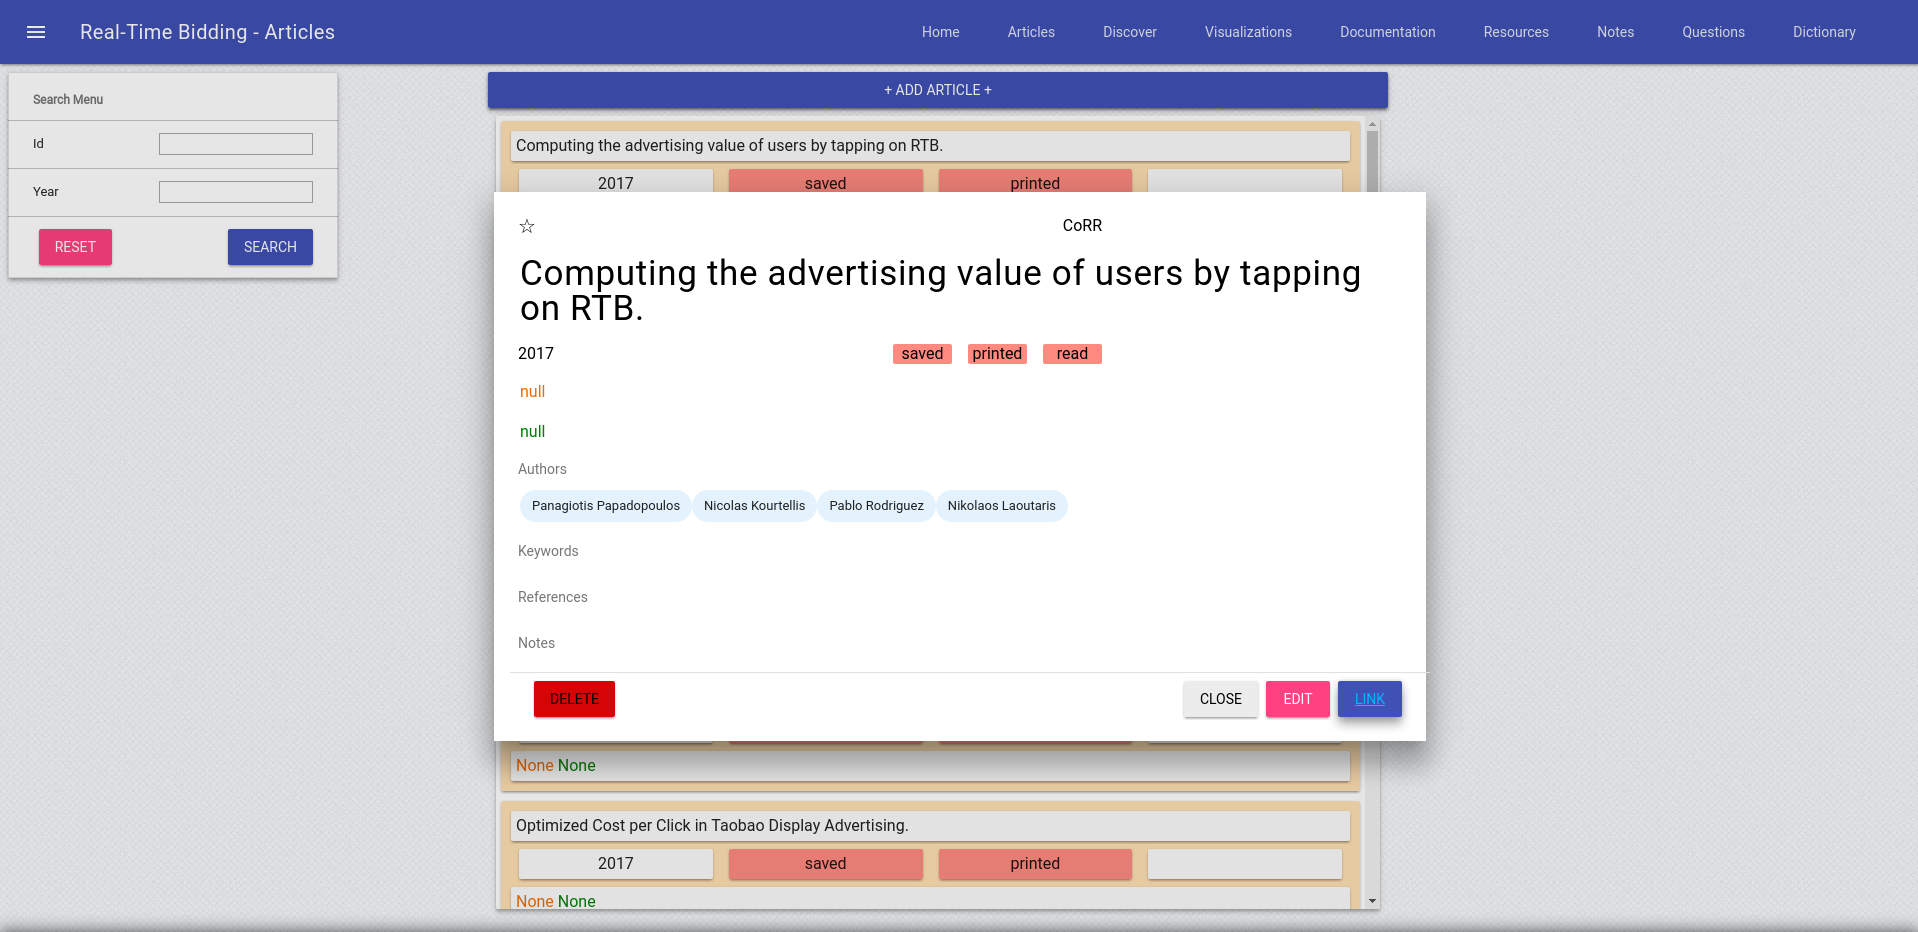 Real-Time Bidding - Articles
Home Articles Discover Visualizations Documentation Resources Notes Questions Dictionary
Search Menu
Id
Year
RESET SEARCH
+ ADD ARTICLE +
Computing the advertising value of users by tapping on RTB.
2017 saved printed
☆ CoRR
Computing the advertising value of users by tapping
on RTB.
2017 saved printed read
null
null
Authors
Panagiotis Papadopoulos Nicolas Kourtellis Pablo Rodriguez Nikolaos Laoutaris
Keywords
References
Notes
DELETE CLOSE EDIT LINK
None None
Optimized Cost per Click in Taobao Display Advertising.
2017 saved printed
None None